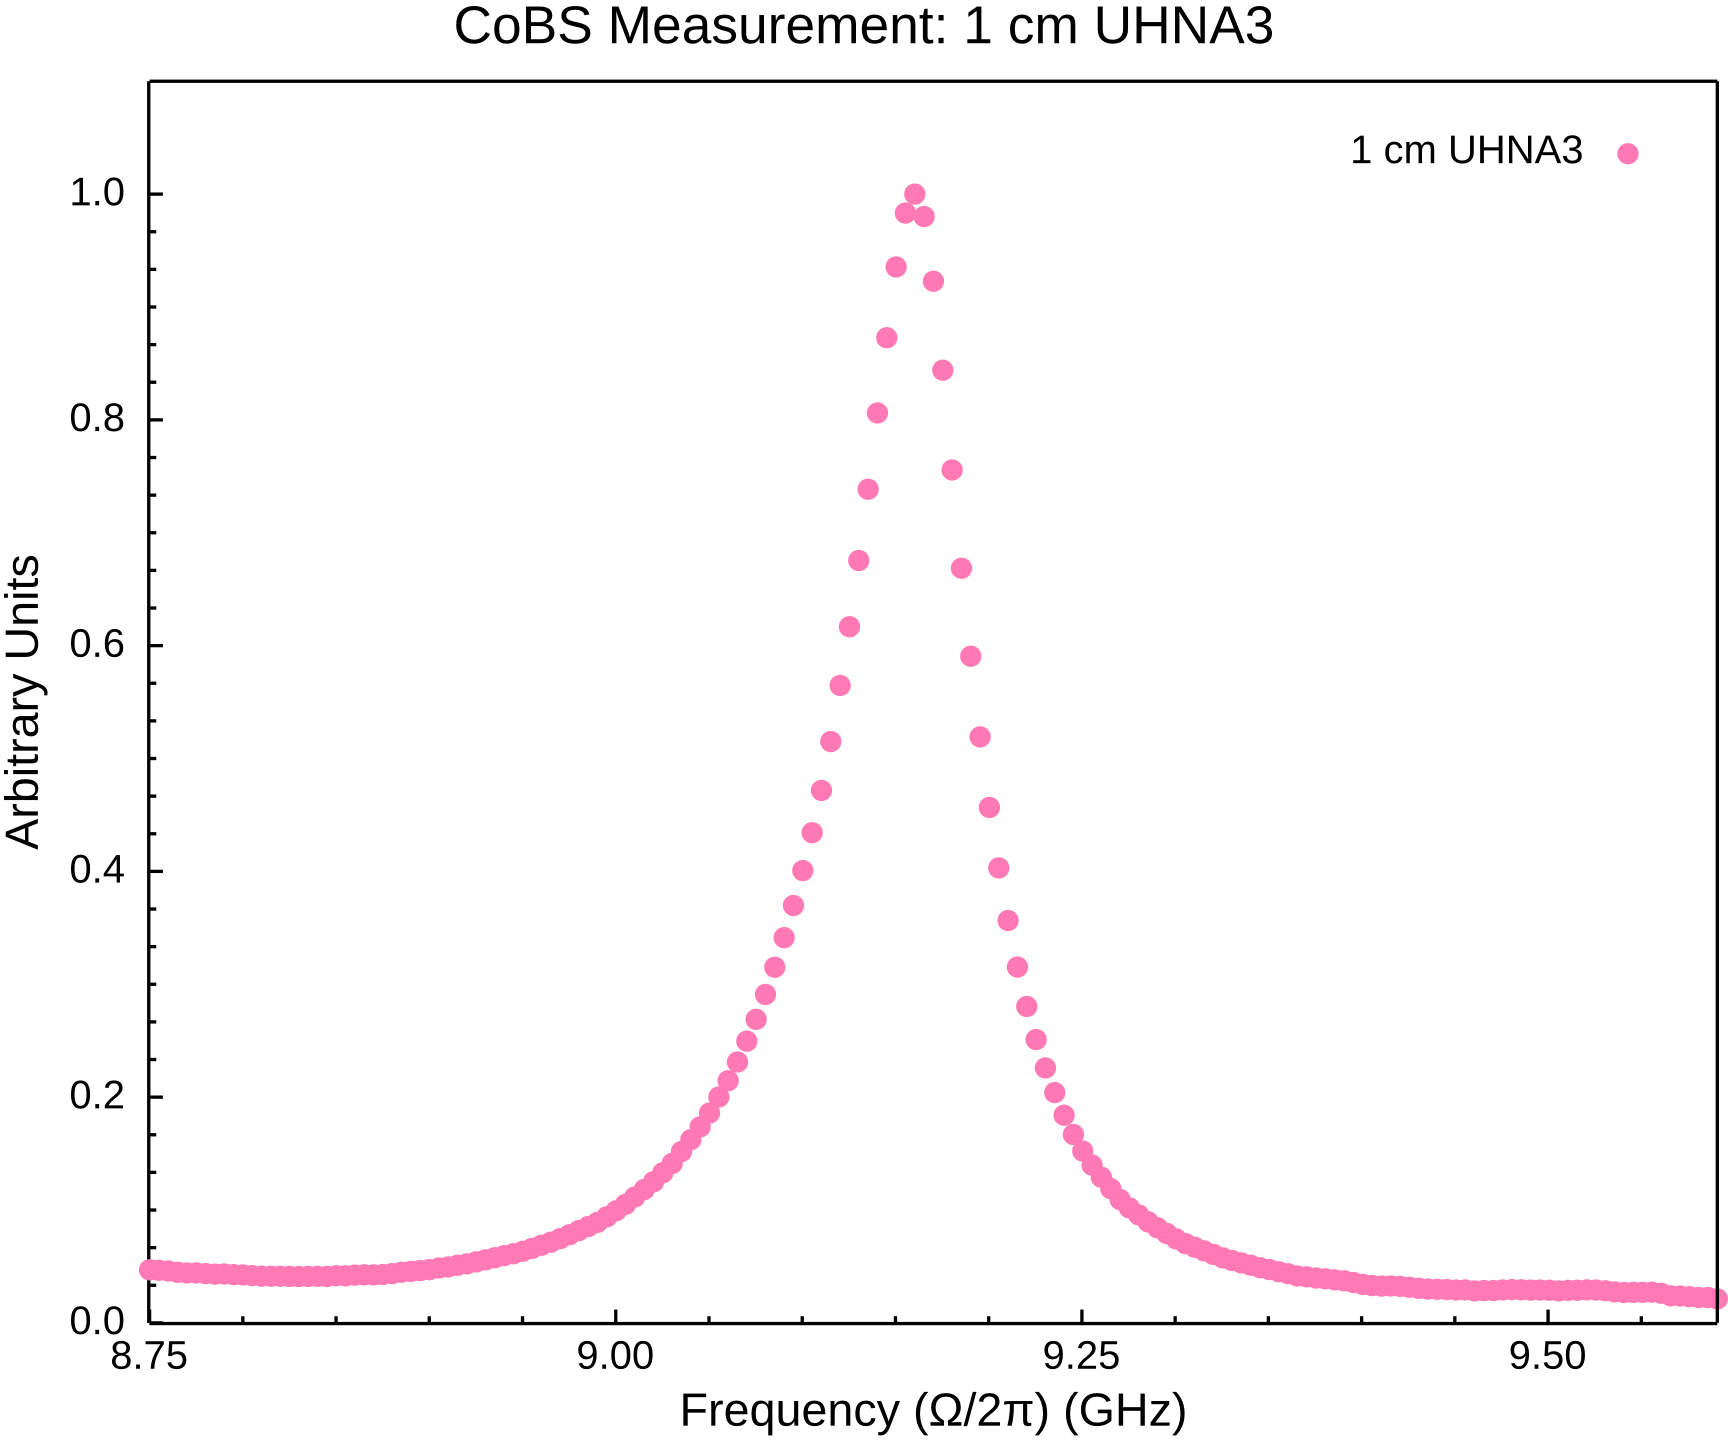 CoBS Measurement: 1 cm UHNA3
1 cm UHNA3
1.0
0.8
0.6
0.4
0.2
0.0
Arbitrary Units
8.75 9.00 9.25 9.50
Frequency (Ω/2π) (GHz)